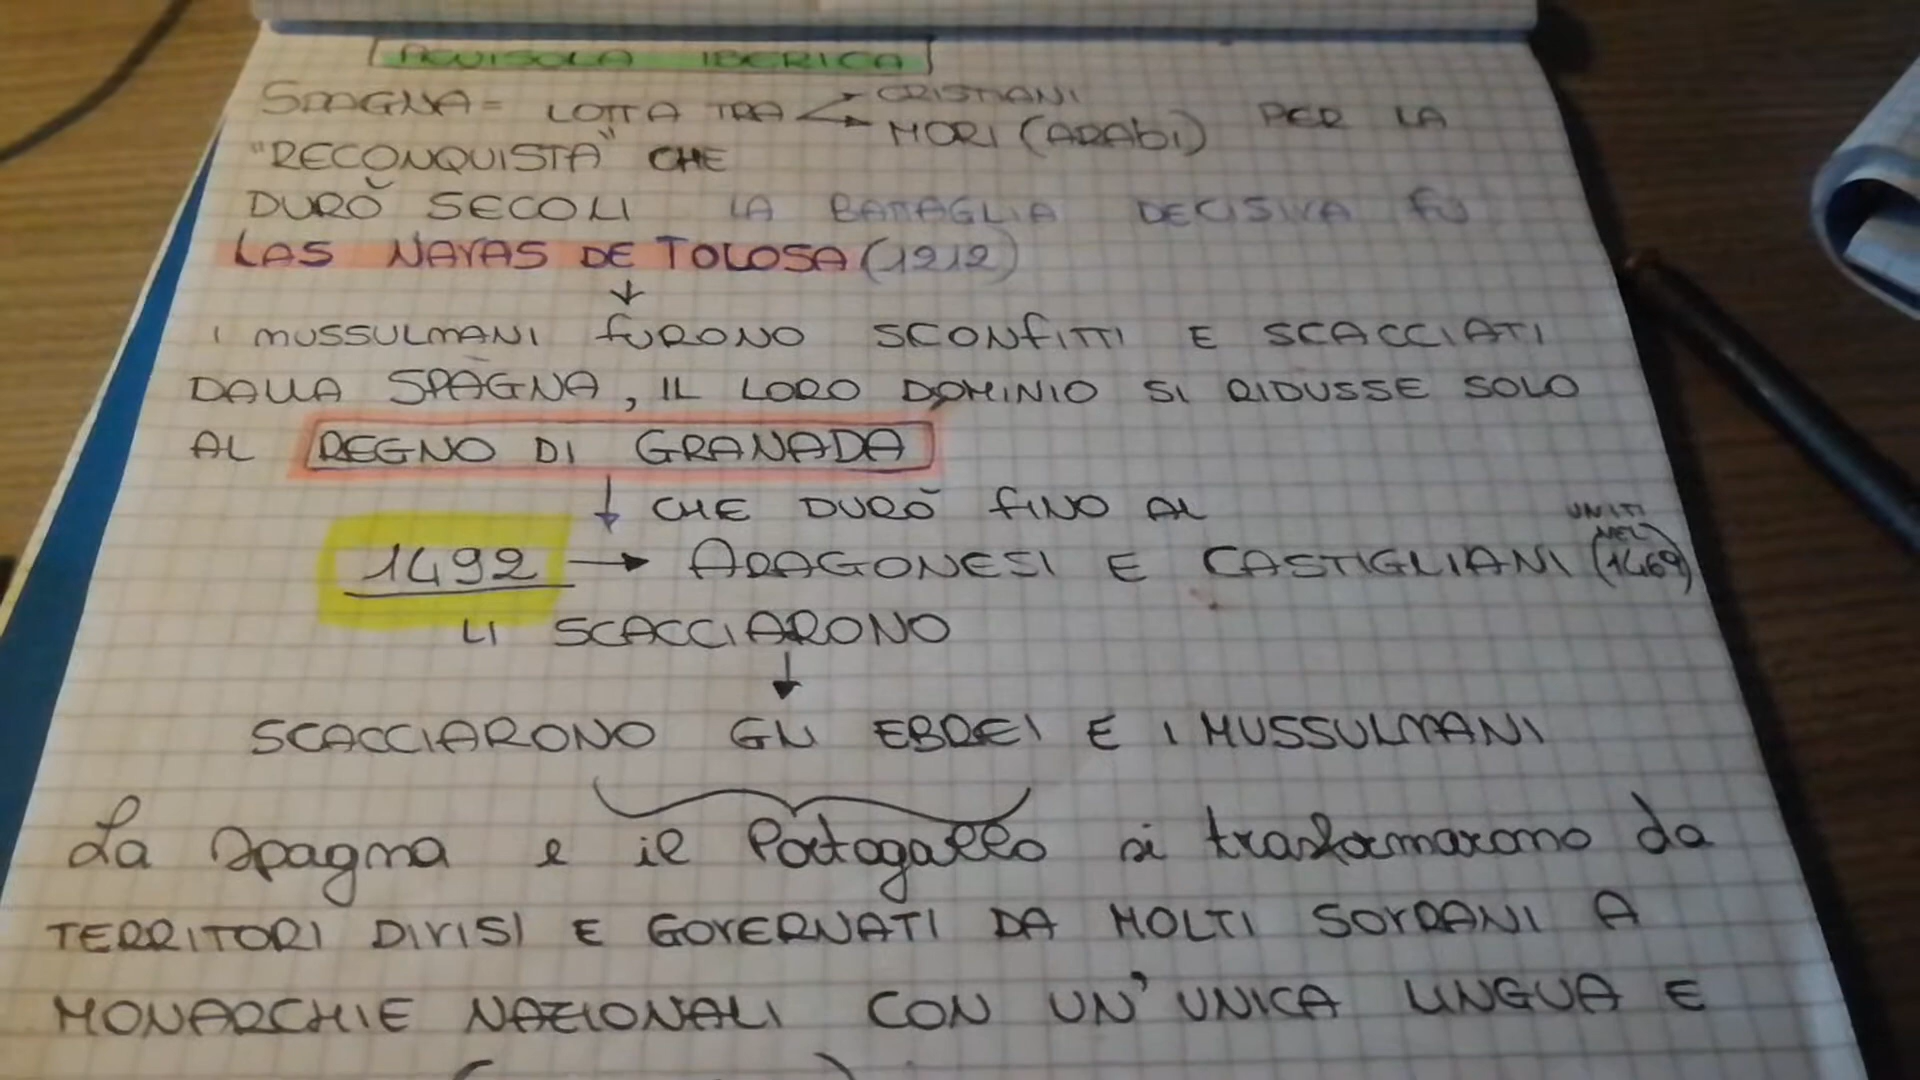 PENISOLA IBERICA
SPAGNA = LOTTA TRA CRISTIANI
MORI (ARABI) PER LA
"RECONQUISTA" CHE
DURÒ SECOLI LA BATTAGLIA DECISIVA FU
LAS NAVAS DE TOLOSA (1212)
I MUSSULMANI FURONO SCONFITTI E SCACCIATI
DALLA SPAGNA, IL LORO DOMINIO SI RIDUSSE SOLO
AL REGNO DI GRANADA
CHE DURÒ FINO AL
1492 → ARAGONESI E CASTIGLIANI (UNITI NEL 1469)
LI SCACCIARONO
SCACCIARONO GLI EBREI E I MUSSULMANI
La Spagna e il Portogallo si trasformarono da
TERRITORI DIVISI E GOVERNATI DA MOLTI SOVRANI A
MONARCHIE NAZIONALI CON UN'UNICA LINGUA E